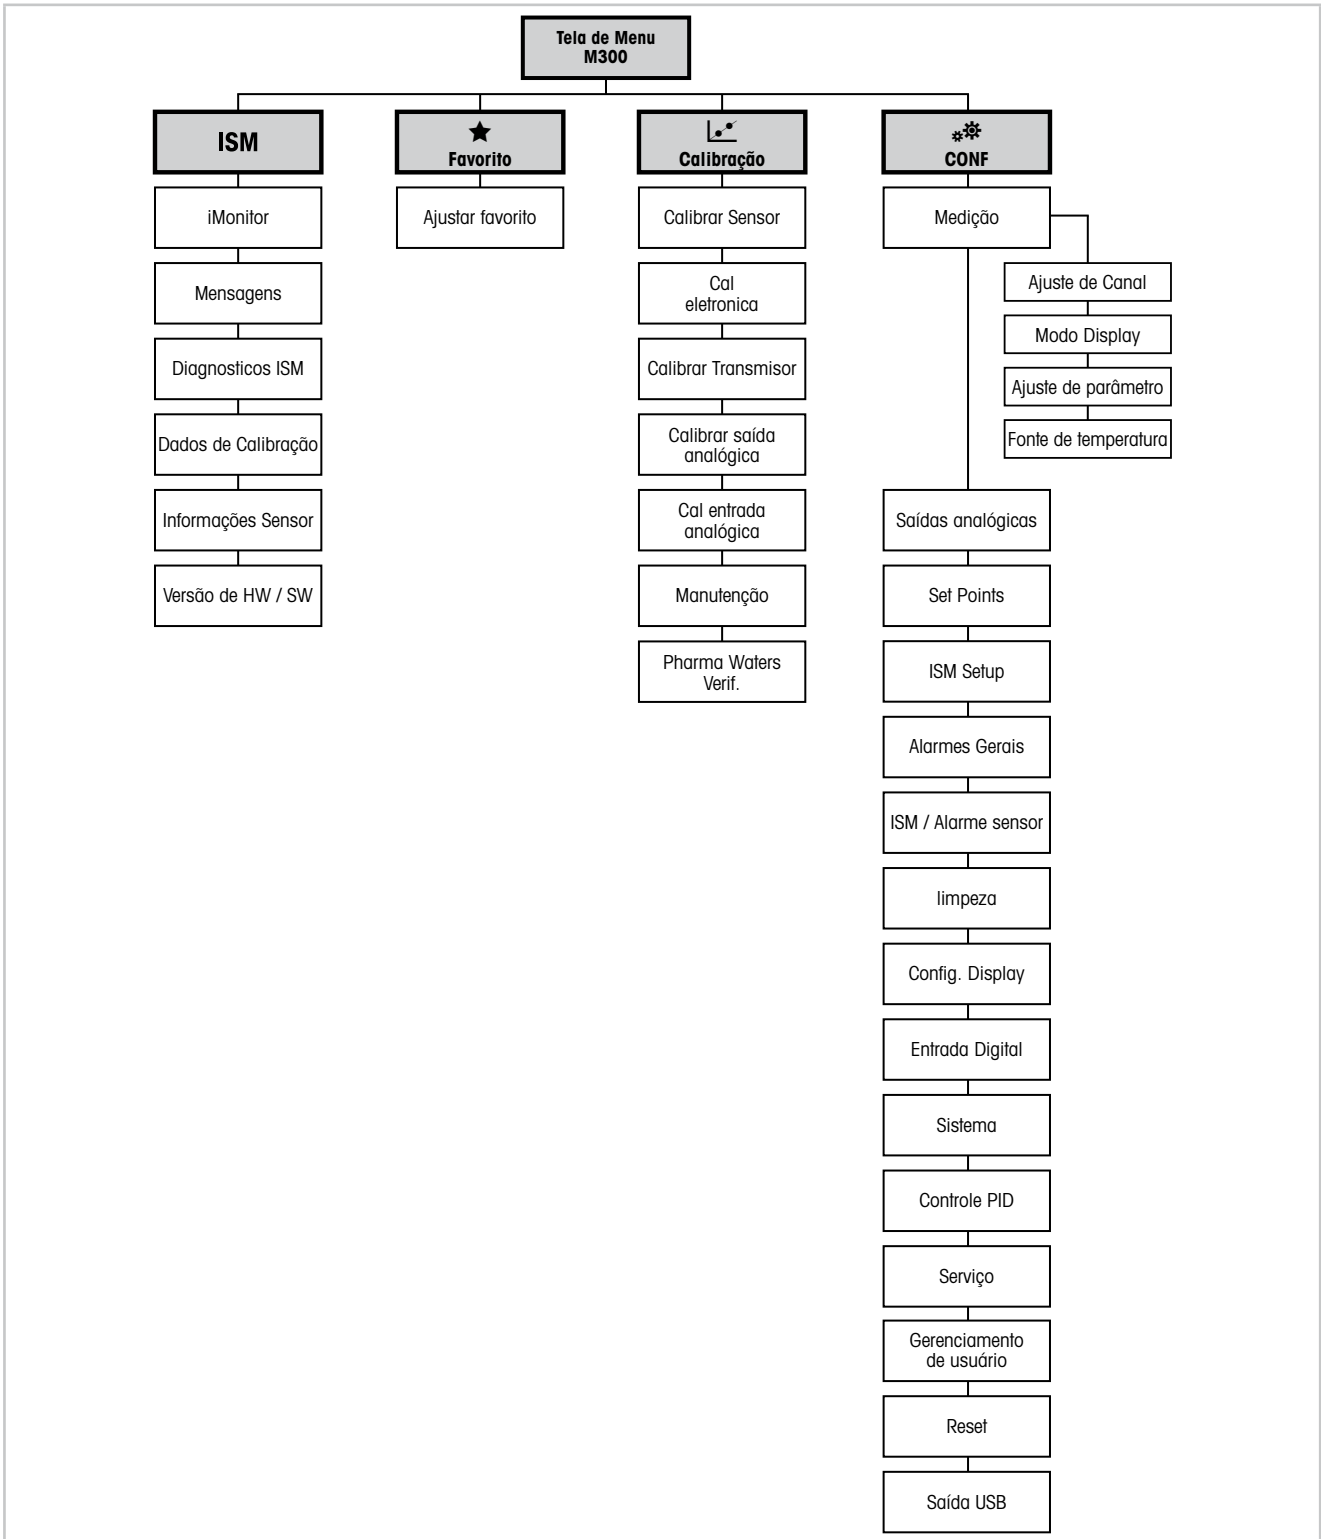 Tela de Menu
M300
ISM
Favorito
Calibração
CONF
iMonitor
Mensagens
Diagnosticos ISM
Dados de Calibração
Informações Sensor
Versão de HW / SW
Ajustar favorito
Calibrar Sensor
Cal
eletronica
Calibrar Transmisor
Calibrar saída
analógica
Cal entrada
analógica
Manutenção
Pharma Waters
Verif.
Medição
Ajuste de Canal
Modo Display
Ajuste de parâmetro
Fonte de temperatura
Saídas analógicas
Set Points
ISM Setup
Alarmes Gerais
ISM / Alarme sensor
limpeza
Config. Display
Entrada Digital
Sistema
Controle PID
Serviço
Gerenciamento
de usuário
Reset
Saída USB